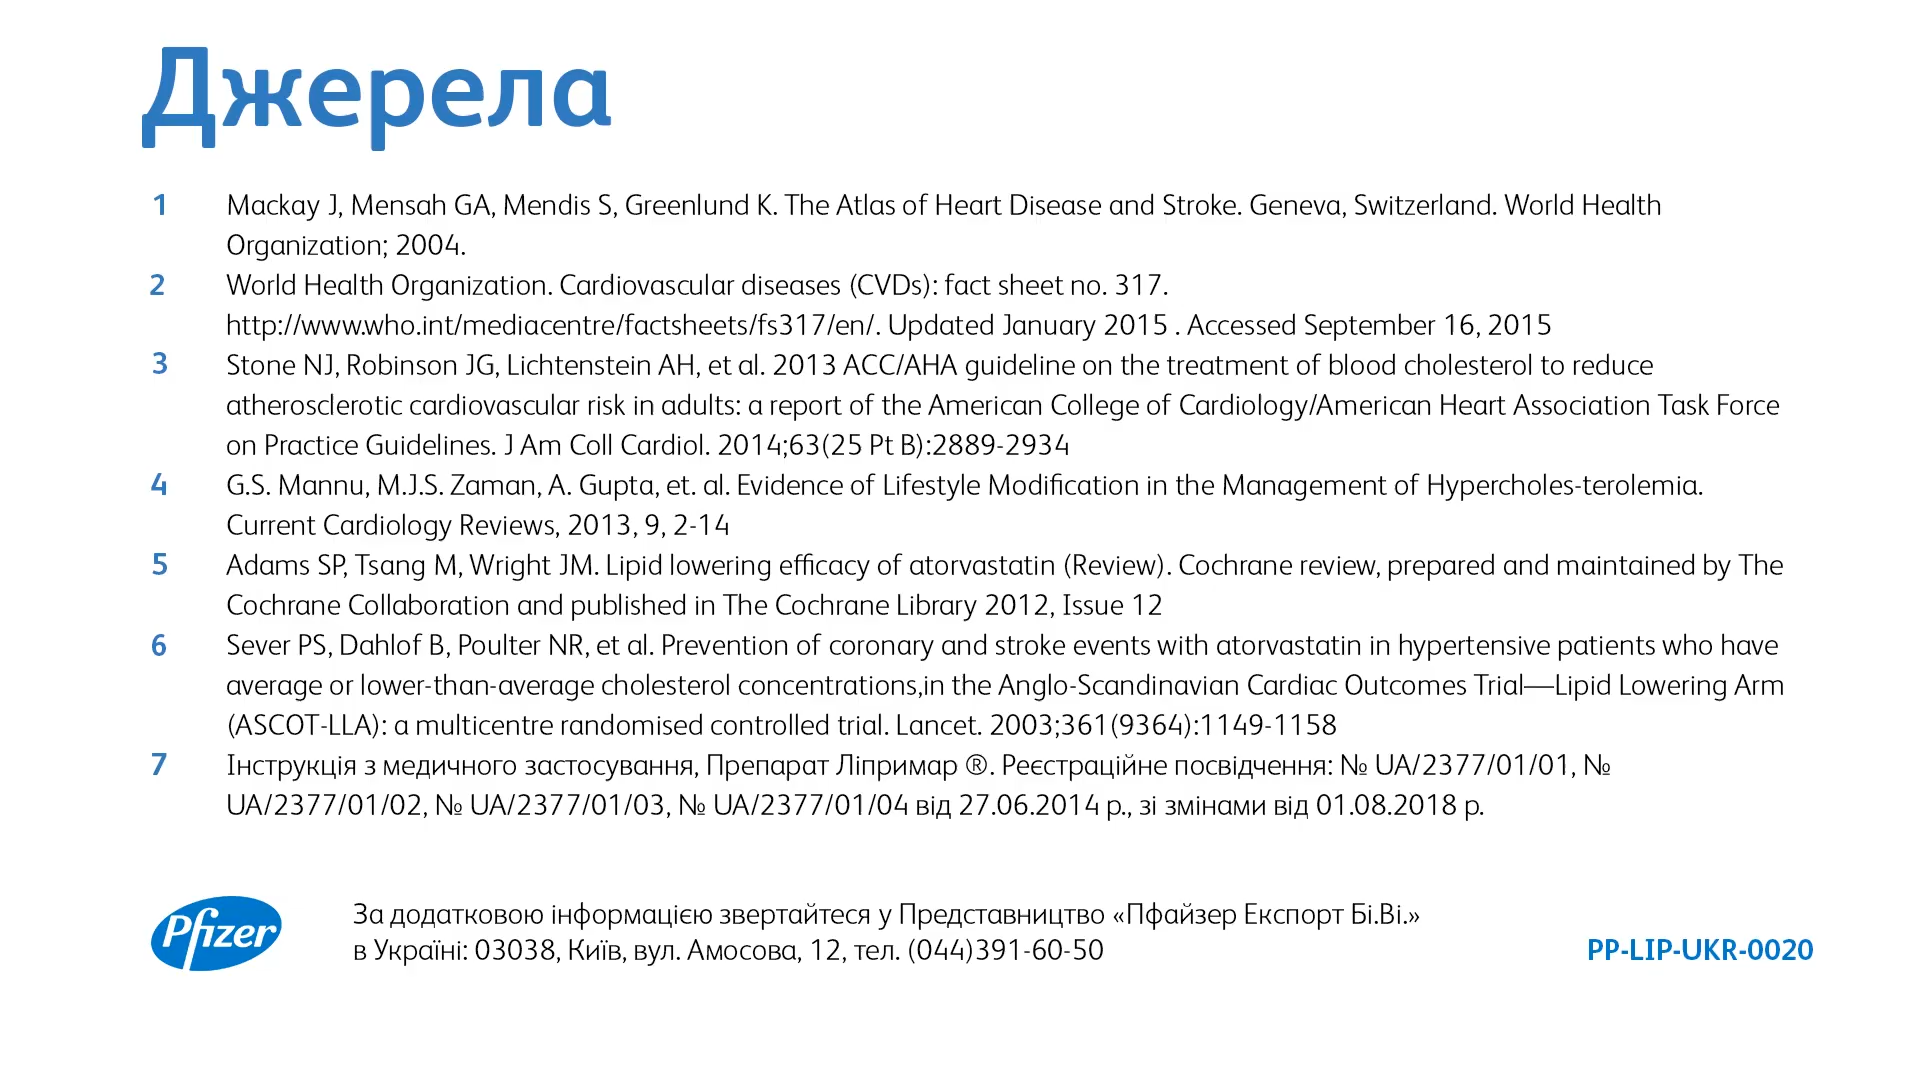 Джерела
1 Mackay J, Mensah GA, Mendis S, Greenlund K. The Atlas of Heart Disease and Stroke. Geneva, Switzerland. World Health
Organization; 2004.
2 World Health Organization. Cardiovascular diseases (CVDs): fact sheet no. 317.
http://www.who.int/mediacentre/factsheets/fs317/en/. Updated January 2015 . Accessed September 16, 2015
3 Stone NJ, Robinson JG, Lichtenstein AH, et al. 2013 ACC/AHA guideline on the treatment of blood cholesterol to reduce
atherosclerotic cardiovascular risk in adults: a report of the American College of Cardiology/American Heart Association Task Force
on Practice Guidelines. J Am Coll Cardiol. 2014;63(25 Pt B):2889-2934
4 G.S. Mannu, M.J.S. Zaman, A. Gupta, et. al. Evidence of Lifestyle Modification in the Management of Hypercholes-terolemia.
Current Cardiology Reviews, 2013, 9, 2-14
5 Adams SP, Tsang M, Wright JM. Lipid lowering efficacy of atorvastatin (Review). Cochrane review, prepared and maintained by The
Cochrane Collaboration and published in The Cochrane Library 2012, Issue 12
6 Sever PS, Dahlof B, Poulter NR, et al. Prevention of coronary and stroke events with atorvastatin in hypertensive patients who have
average or lower-than-average cholesterol concentrations,in the Anglo-Scandinavian Cardiac Outcomes Trial—Lipid Lowering Arm
(ASCOT-LLA): a multicentre randomised controlled trial. Lancet. 2003;361(9364):1149-1158
7 Інструкція з медичного застосування, Препарат Ліпримар ®. Реєстраційне посвідчення: № UA/2377/01/01, №
UA/2377/01/02, № UA/2377/01/03, № UA/2377/01/04 від 27.06.2014 р., зі змінами від 01.08.2018 р.
Pfizer
За додатковою інформацією звертайтеся у Представництво «Пфайзер Експорт Бі.Ві.»
в Україні: 03038, Київ, вул. Амосова, 12, тел. (044)391-60-50
PP-LIP-UKR-0020